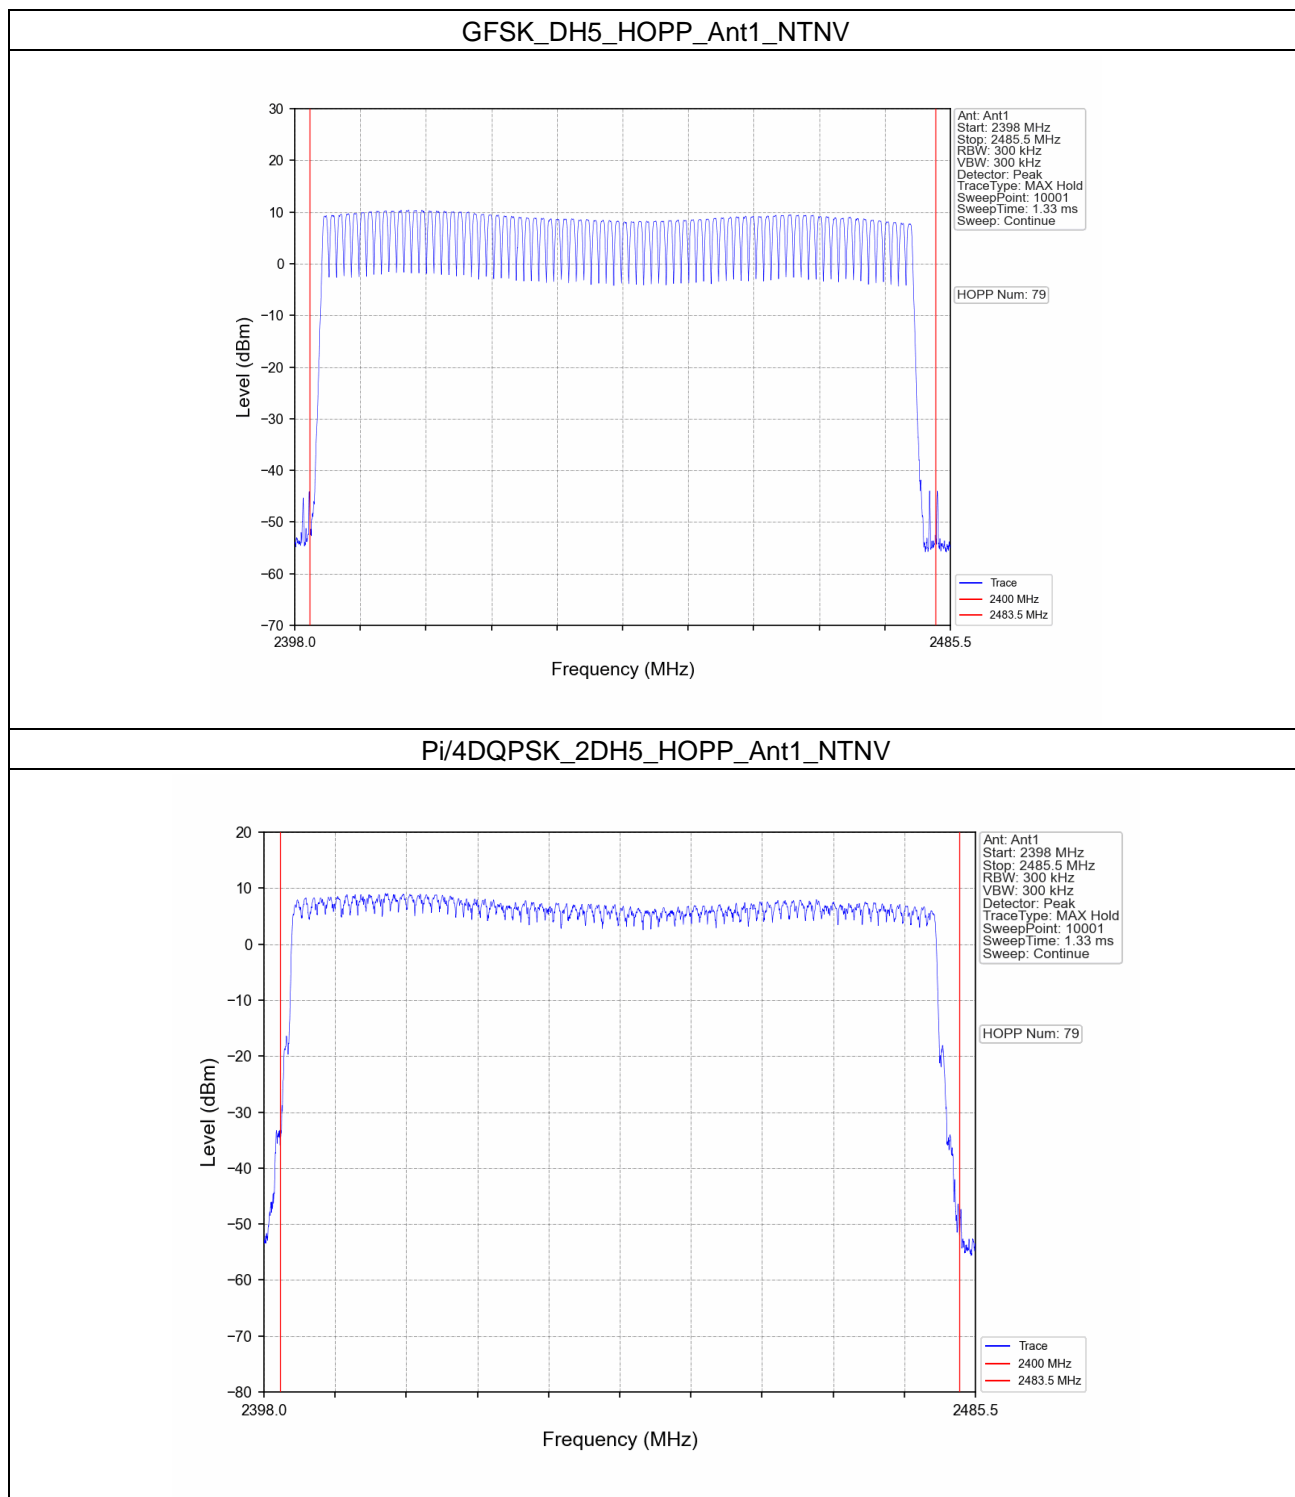 GFSK_DH5_HOPP_Ant1_NTNV
30
20
10
0
−10
−20
−30
−40
−50
−60
−70
Level (dBm)
2398.0
2485.5
Frequency (MHz)
Ant: Ant1
Start: 2398 MHz
Stop: 2485.5 MHz
RBW: 300 kHz
VBW: 300 kHz
Detector: Peak
TraceType: MAX Hold
SweepPoint: 10001
SweepTime: 1.33 ms
Sweep: Continue
HOPP Num: 79
Trace
2400 MHz
2483.5 MHz
Pi/4DQPSK_2DH5_HOPP_Ant1_NTNV
20
10
0
−10
−20
−30
−40
−50
−60
−70
−80
Level (dBm)
2398.0
2485.5
Frequency (MHz)
Ant: Ant1
Start: 2398 MHz
Stop: 2485.5 MHz
RBW: 300 kHz
VBW: 300 kHz
Detector: Peak
TraceType: MAX Hold
SweepPoint: 10001
SweepTime: 1.33 ms
Sweep: Continue
HOPP Num: 79
Trace
2400 MHz
2483.5 MHz